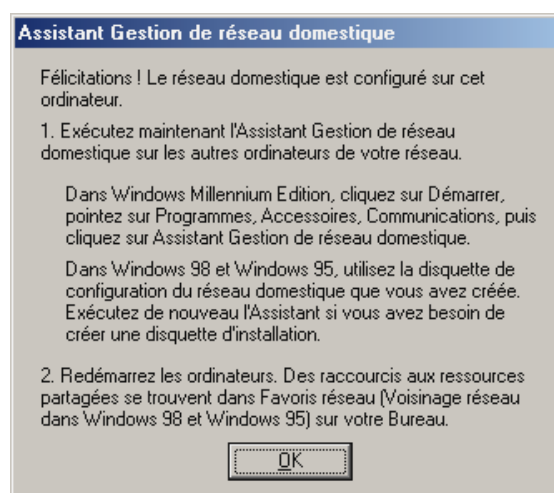 Assistant Gestion de réseau domestique
Félicitations ! Le réseau domestique est configuré sur cet
ordinateur.
1. Exécutez maintenant l'Assistant Gestion de réseau
domestique sur les autres ordinateurs de votre réseau.
Dans Windows Millennium Edition, cliquez sur Démarrer,
pointez sur Programmes, Accessoires, Communications, puis
cliquez sur Assistant Gestion de réseau domestique.
Dans Windows 98 et Windows 95, utilisez la disquette de
configuration du réseau domestique que vous avez créée.
Exécutez de nouveau l'Assistant si vous avez besoin de
créer une disquette d'installation.
2. Redémarrez les ordinateurs. Des raccourcis aux ressources
partagées se trouvent dans Favoris réseau (Voisinage réseau
dans Windows 98 et Windows 95) sur votre Bureau.
OK